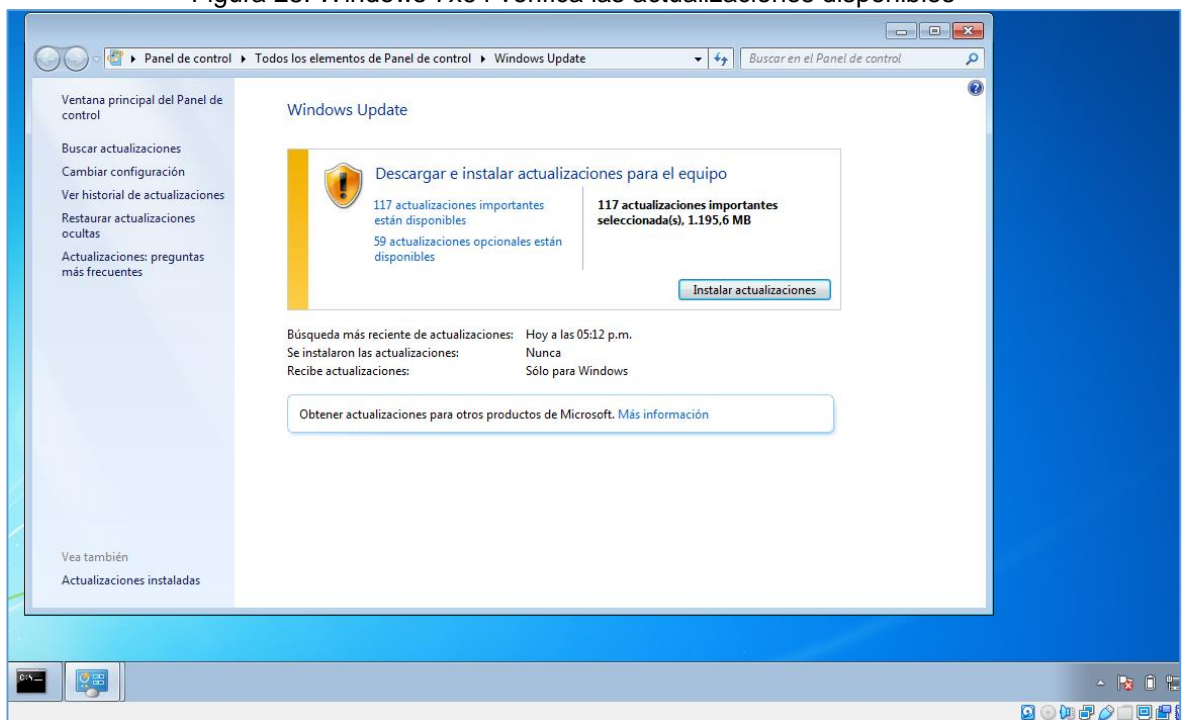 Panel de control ▸ Todos los elementos de Panel de control ▸ Windows Update
Buscar en el Panel de control
Ventana principal del Panel de
control
Buscar actualizaciones
Cambiar configuración
Ver historial de actualizaciones
Restaurar actualizaciones
ocultas
Actualizaciones: preguntas
más frecuentes
Vea también
Actualizaciones instaladas
Windows Update
Descargar e instalar actualizaciones para el equipo
117 actualizaciones importantes
están disponibles
59 actualizaciones opcionales están
disponibles
117 actualizaciones importantes
seleccionada(s), 1.195,6 MB
Instalar actualizaciones
Búsqueda más reciente de actualizaciones: Hoy a las 05:12 p.m.
Se instalaron las actualizaciones: Nunca
Recibe actualizaciones: Sólo para Windows
Obtener actualizaciones para otros productos de Microsoft. Más información